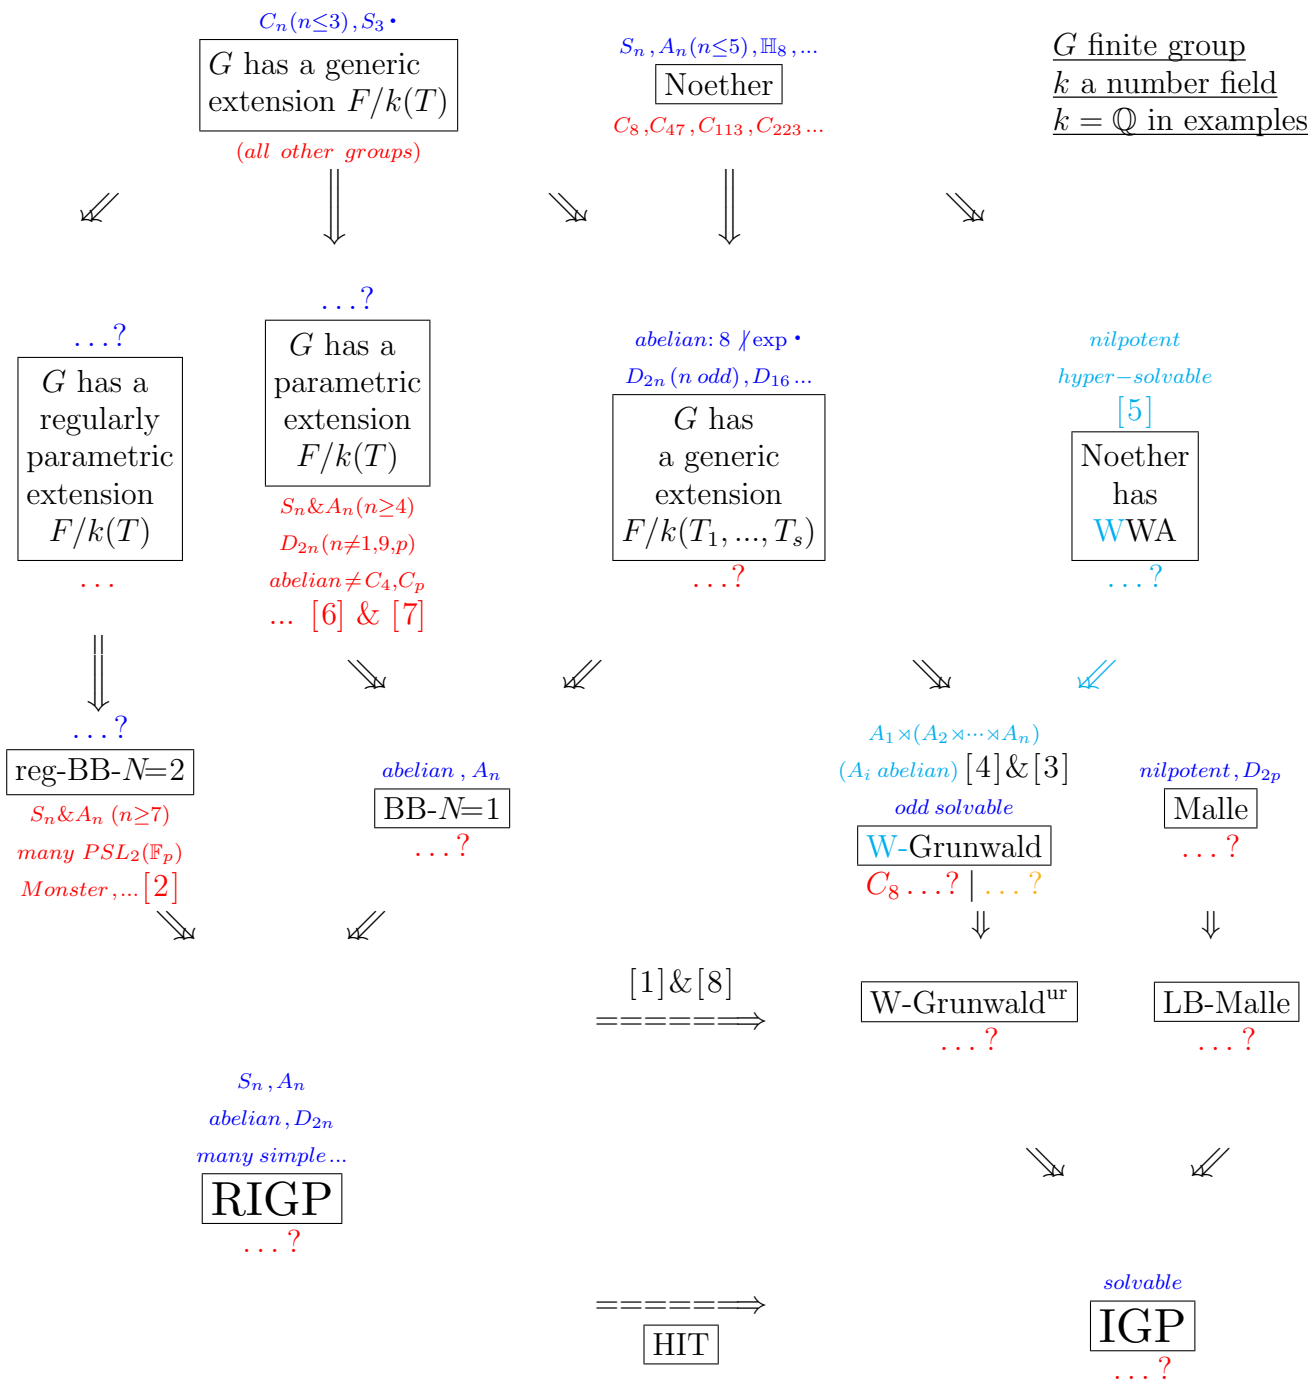 C_n(n≤3), S_3 •
G has a generic
extension F/k(T)
(all other groups)
S_n, A_n(n≤5), ℍ_8, ...
Noether
C_8, C_47, C_113, C_223 ...
G finite group
k a number field
k = ℚ in examples
⇙ ⇓ ⇘ ⇓ ⇘
...?
G has a
regularly
parametric
extension
F/k(T)
...
...?
G has a
parametric
extension
F/k(T)
S_n&A_n(n≥4)
D_2n(n≠1,9,p)
abelian≠C_4,C_p
... [6] & [7]
abelian: 8 ∤ exp •
D_2n(n odd), D_16 ...
G has
a generic
extension
F/k(T_1, ..., T_s)
...?
nilpotent
hyper−solvable
[5]
Noether
has
WWA
...?
⇓ ⇘ ⇙ ⇘ ⇙
...?
reg-BB-N=2
S_n&A_n (n≥7)
many PSL_2(𝔽_p)
Monster, ... [2]
abelian, A_n
BB-N=1
...?
A_1⋊(A_2⋊···⋊A_n)
(A_i abelian) [4]&[3]
odd solvable
W-Grunwald
C_8 ...? | ...?
nilpotent, D_2p
Malle
...?
⇘ ⇙ ⇓ ⇓
[1]&[8]
======⇒
W-Grunwald^ur
...?
LB-Malle
...?
S_n, A_n
abelian, D_2n
many simple ...
RIGP
...?
⇘ ⇙
======⇒
HIT
solvable
IGP
...?